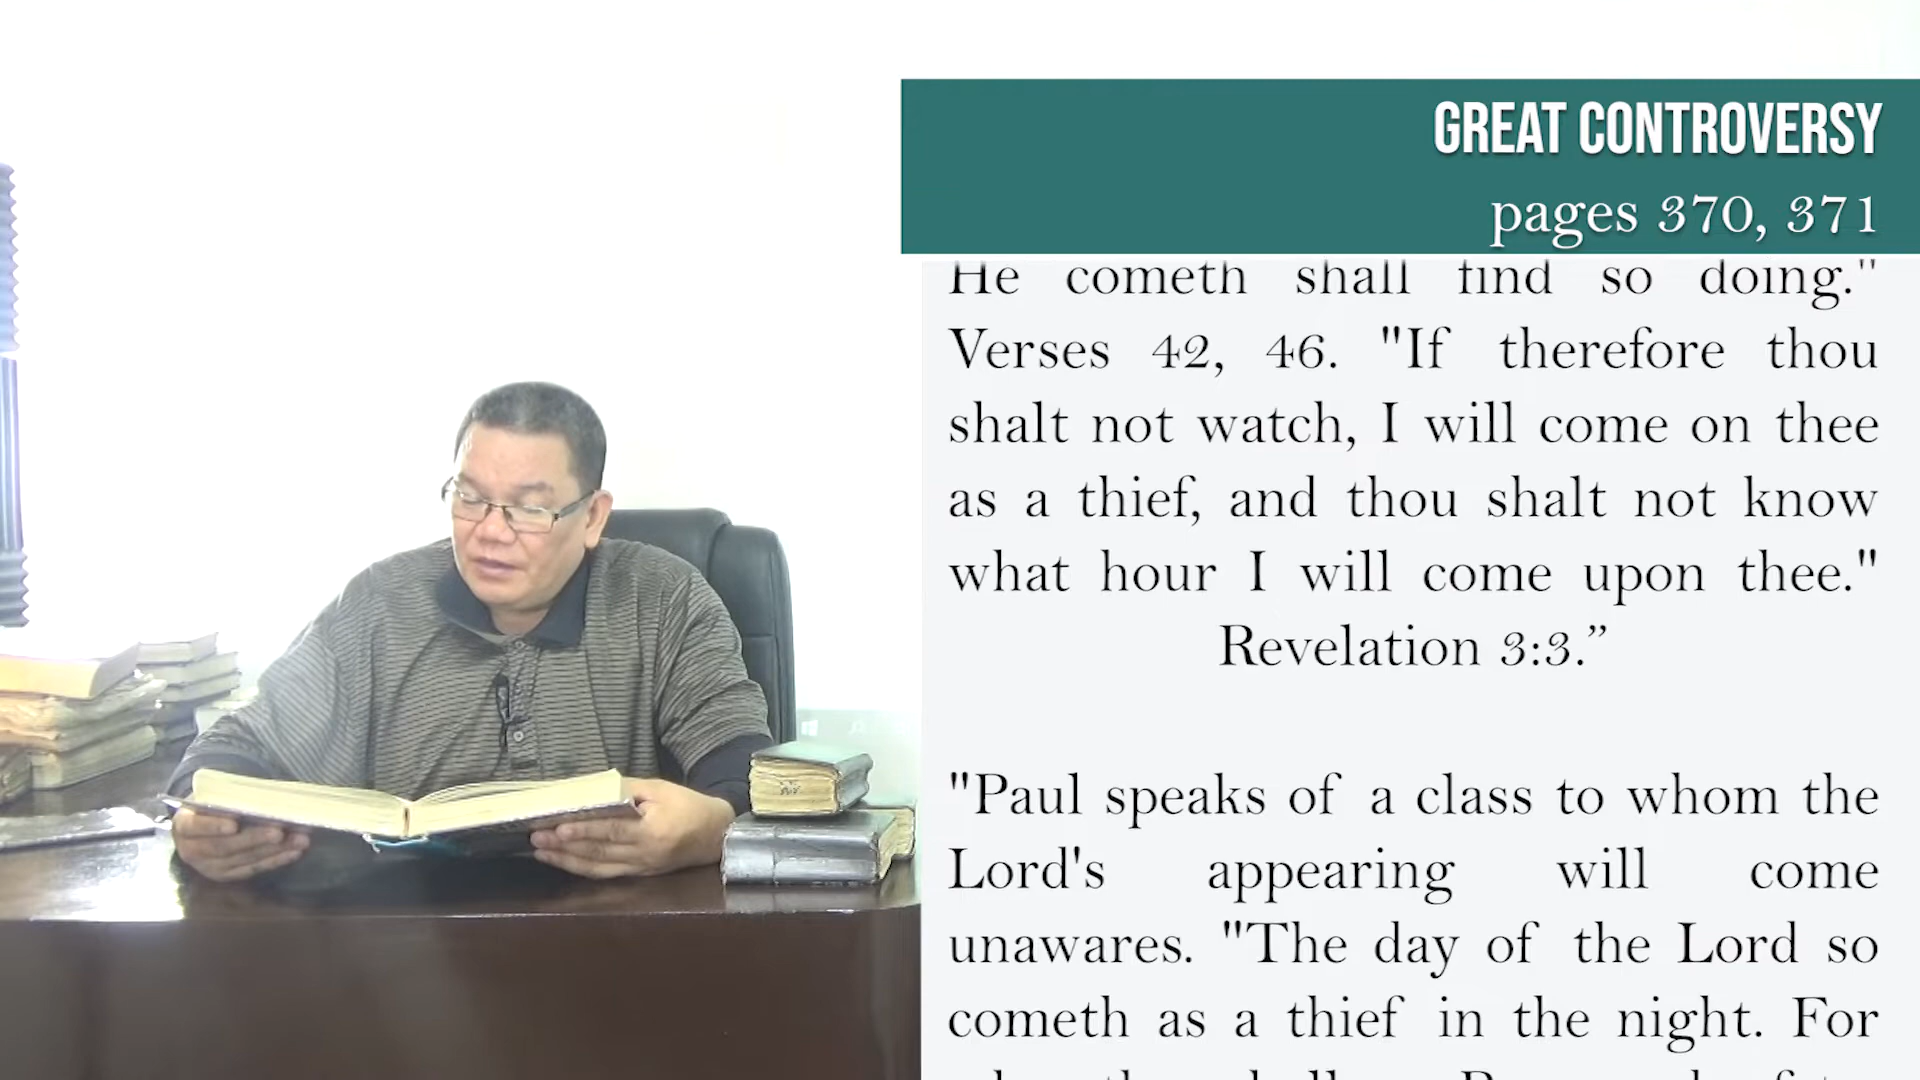 GREAT CONTROVERSY
pages 370, 371
He cometh shall find so doing."
Verses 42, 46. "If therefore thou
shalt not watch, I will come on thee
as a thief, and thou shalt not know
what hour I will come upon thee."
Revelation 3:3.”
"Paul speaks of a class to whom the
Lord's appearing will come
unawares. "The day of the Lord so
cometh as a thief in the night. For